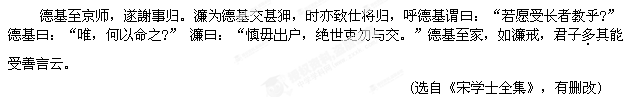 德基至京师，遂謝事归。濂为德基交甚狎，时亦致仕将归，呼德基谓曰：“若愿受长者教乎?”
德基曰：“唯，何以命之?” 濂曰：“慎毋出户，绝世吏勿与交。”德基至家，如濂戒，君子多其能
受善言云。
(选自《宋学士全集》，有删改)